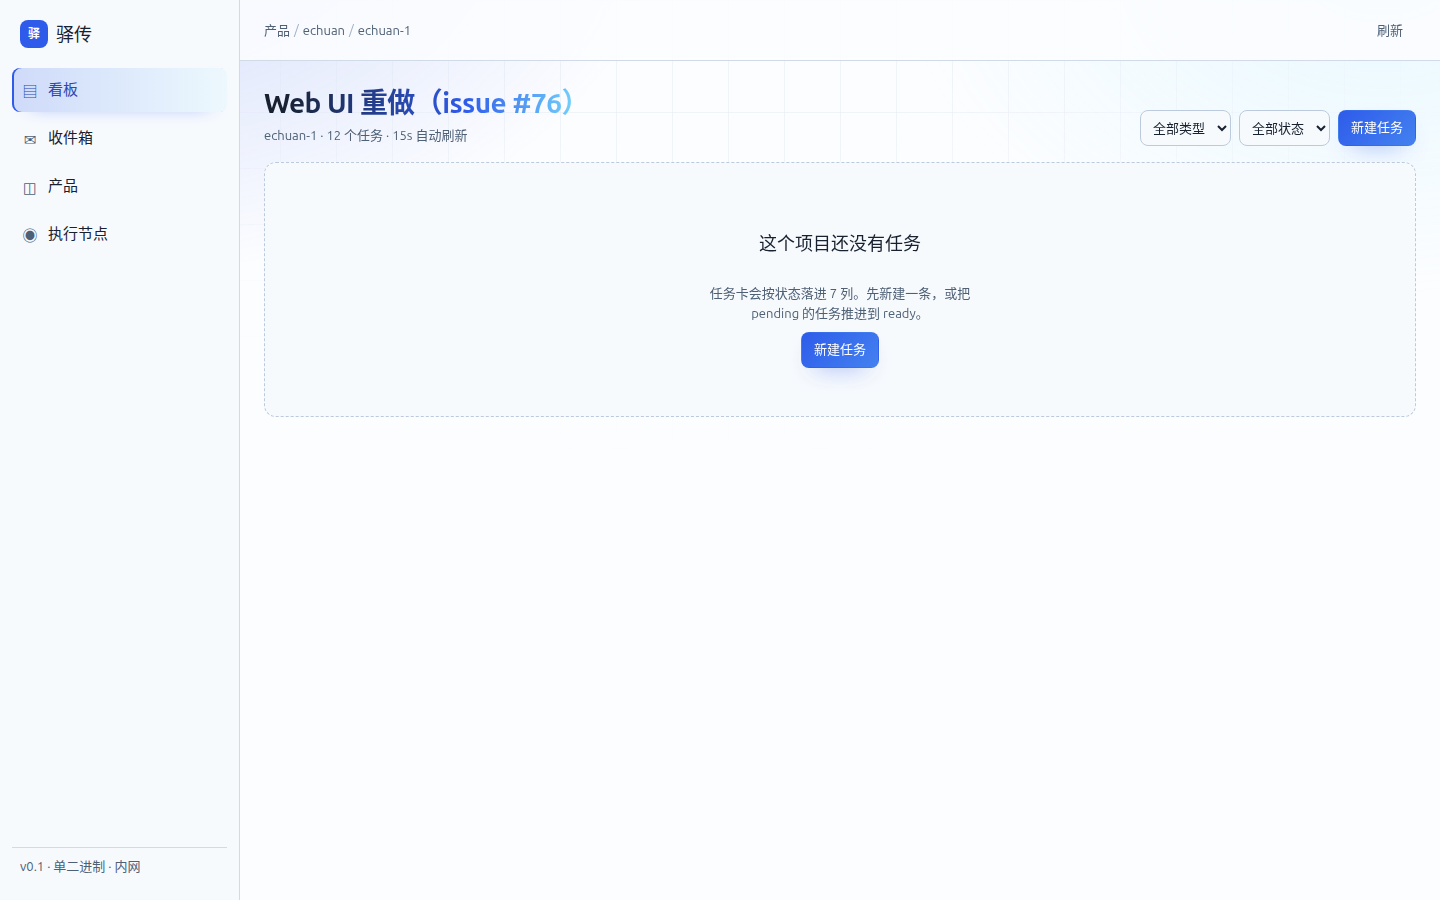 驿 驿传
看板
收件箱
产品
执行节点
v0.1 · 单二进制 · 内网
产品 / echuan / echuan-1
刷新
Web UI 重做（issue #76）
echuan-1 · 12 个任务 · 15s 自动刷新
全部类型
全部状态
新建任务
这个项目还没有任务
任务卡会按状态落进 7 列。先新建一条，或把
pending 的任务推进到 ready。
新建任务